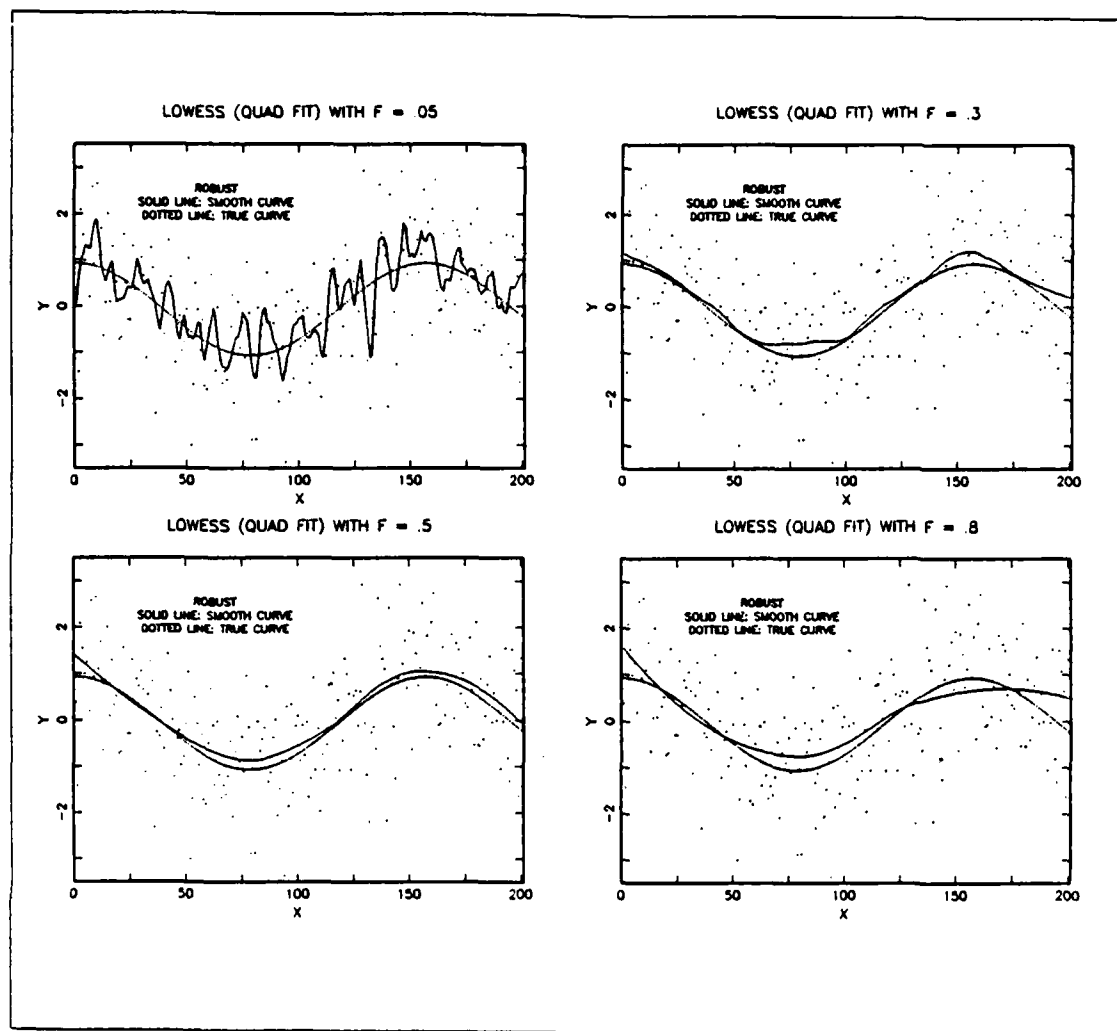 LOWESS (QUAD FIT) WITH F = .05
ROBUST
SOLID LINE: SMOOTH CURVE
DOTTED LINE: TRUE CURVE
2
0
-2
Y
0
50
100
150
200
X
LOWESS (QUAD FIT) WITH F = .3
ROBUST
SOLID LINE: SMOOTH CURVE
DOTTED LINE: TRUE CURVE
2
0
-2
Y
0
50
100
150
200
X
LOWESS (QUAD FIT) WITH F = .5
ROBUST
SOLID LINE: SMOOTH CURVE
DOTTED LINE: TRUE CURVE
2
0
-2
Y
0
50
100
150
200
X
LOWESS (QUAD FIT) WITH F = .8
ROBUST
SOLID LINE: SMOOTH CURVE
DOTTED LINE: TRUE CURVE
2
0
-2
Y
0
50
100
150
200
X